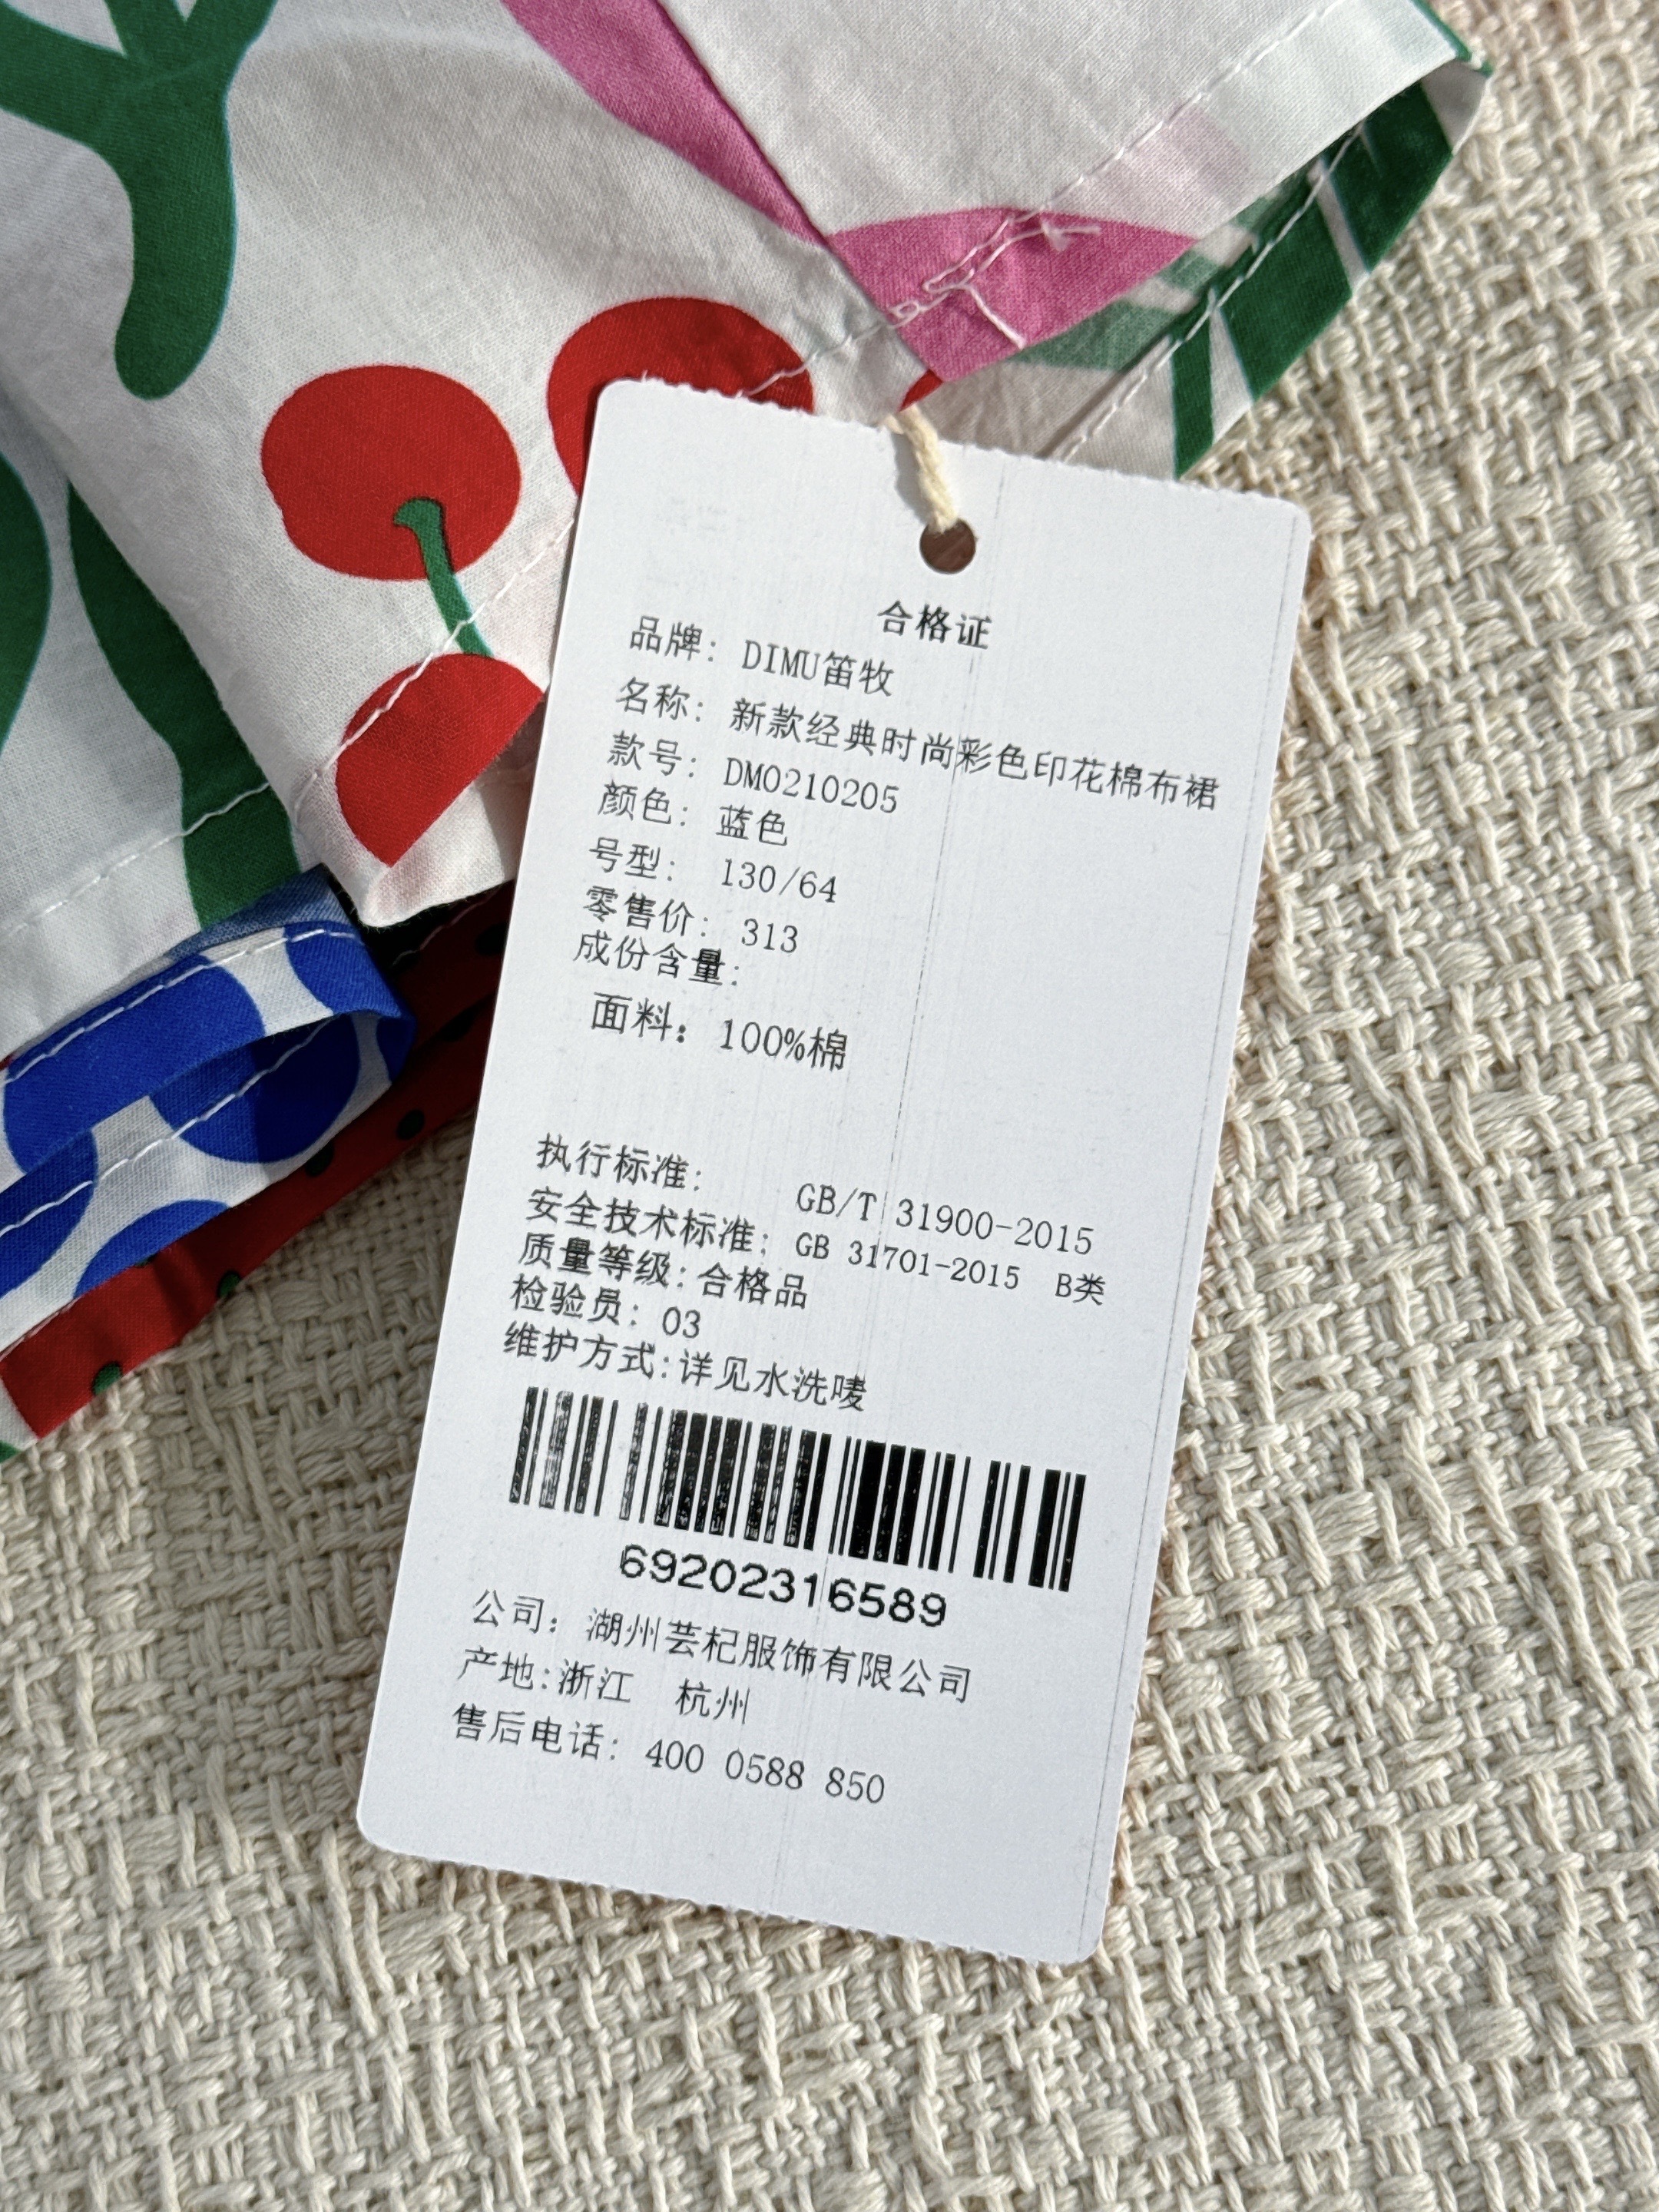 合格证
品牌: DIMU笛牧
名称: 新款经典时尚彩色印花棉布裙
款号: DM0210205
颜色: 蓝色
号型: 130/64
零售价: 313
成份含量:
面料: 100%棉
执行标准: GB/T 31900-2015
安全技术标准: GB 31701-2015 B类
质量等级:合格品
检验员: 03
维护方式:详见水洗唛
69202316589
公司: 湖州芸杞服饰有限公司
产地:浙江 杭州
售后电话: 400 0588 850